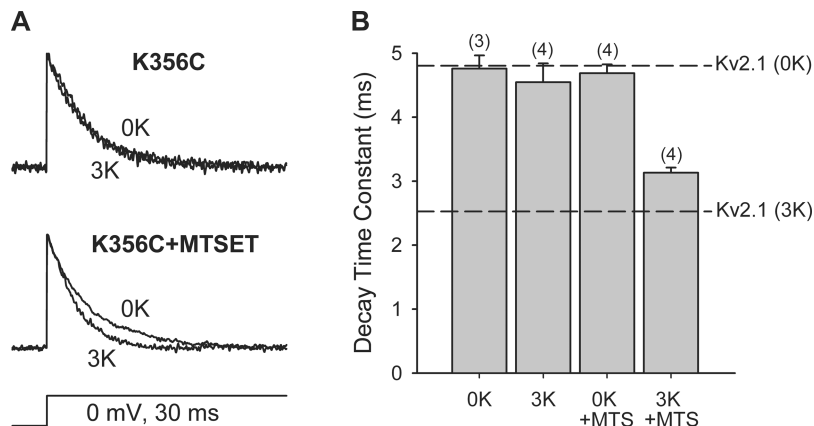 A
K356C
0K
3K
K356C+MTSET
0K
3K
0 mV, 30 ms
B
Decay Time Constant (ms)
5
4
3
2
1
0
(3)
(4)
(4)
(4)
Kv2.1 (0K)
Kv2.1 (3K)
0K
3K
0K
+MTS
3K
+MTS